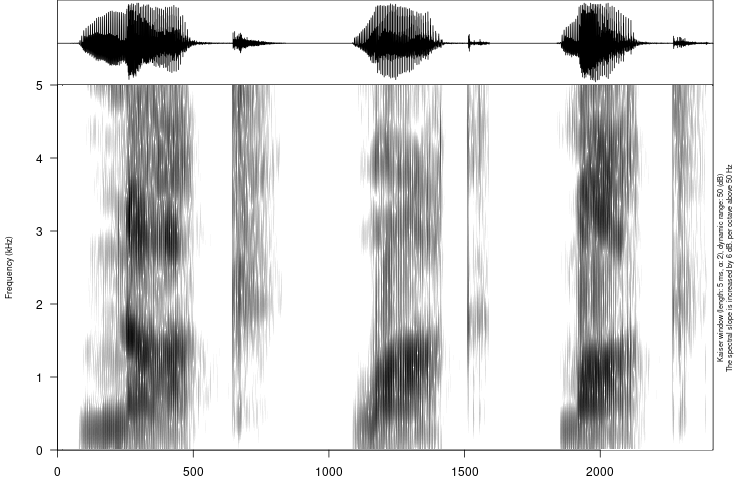 5
4
3
2
1
0
Frequency (kHz)
0 500 1000 1500 2000
Kaiser window (length: 5 ms, α: 2), dynamic range: 50 (dB)
The spectral slope is increased by 6 dB. per octave above 50 Hz